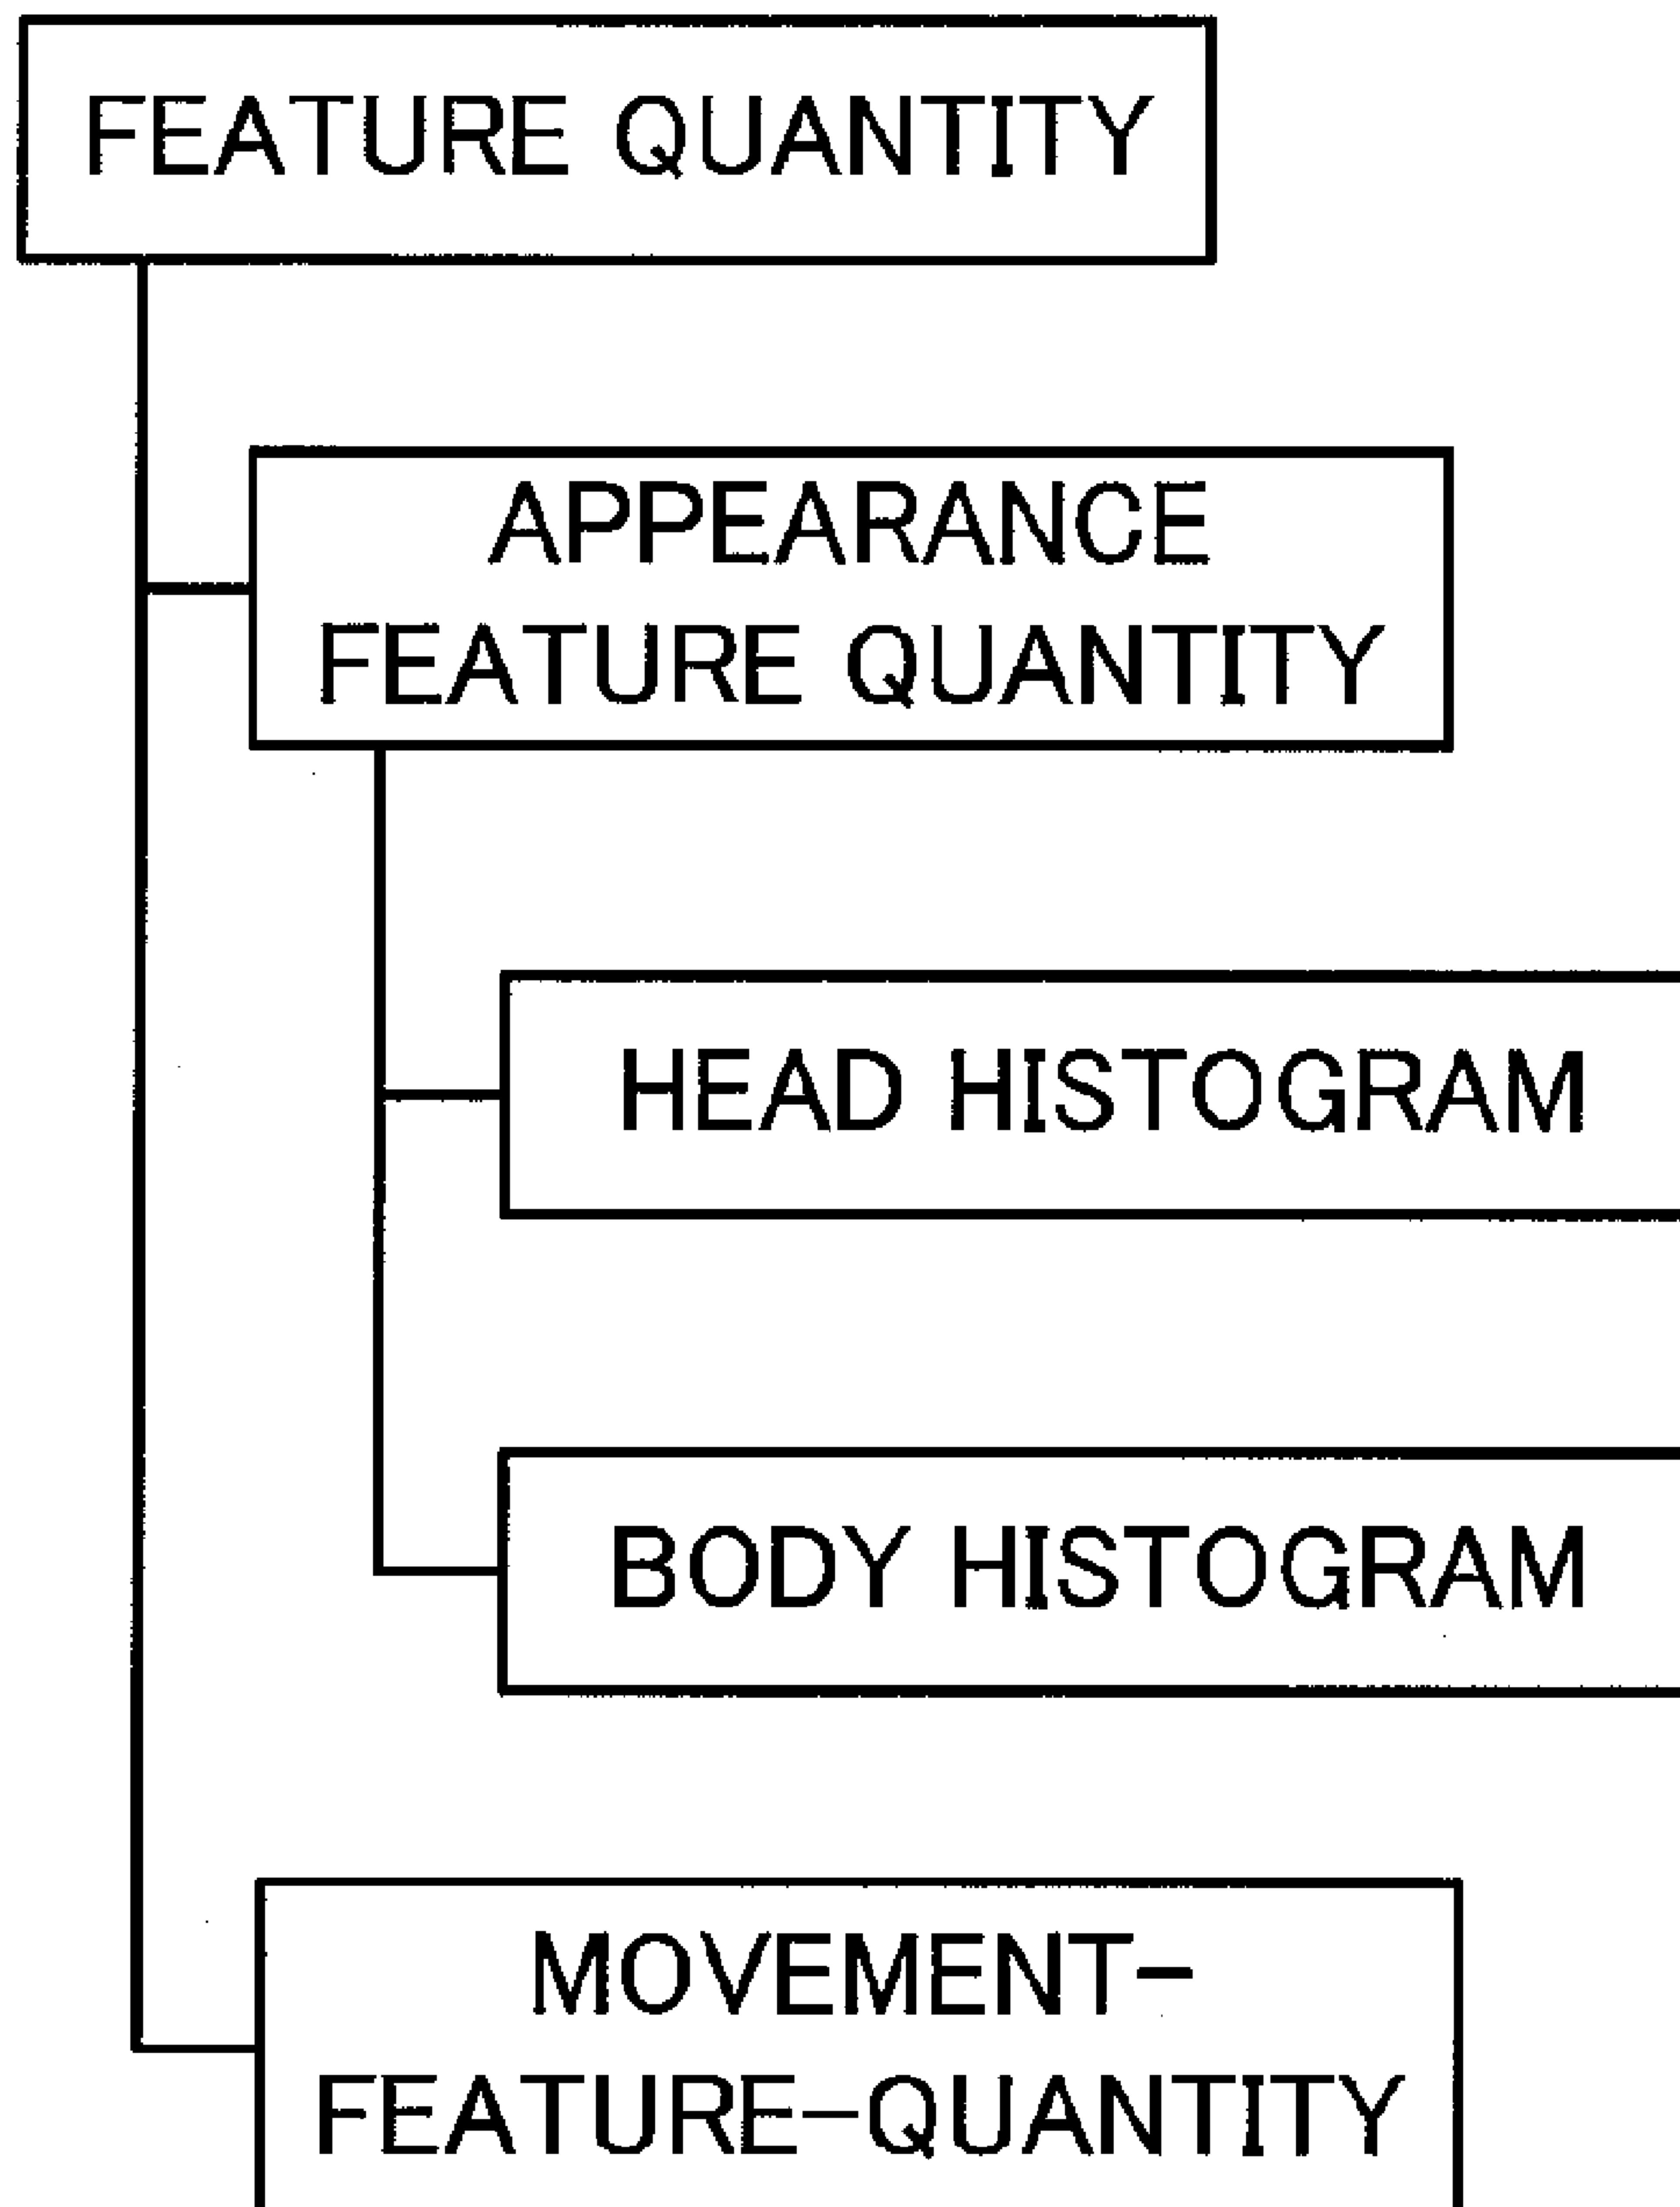 FEATURE QUANTITY
APPEARANCE
FEATURE QUANTITY
HEAD HISTOGRAM
BODY HISTOGRAM
MOVEMENT-
FEATURE-QUANTITY